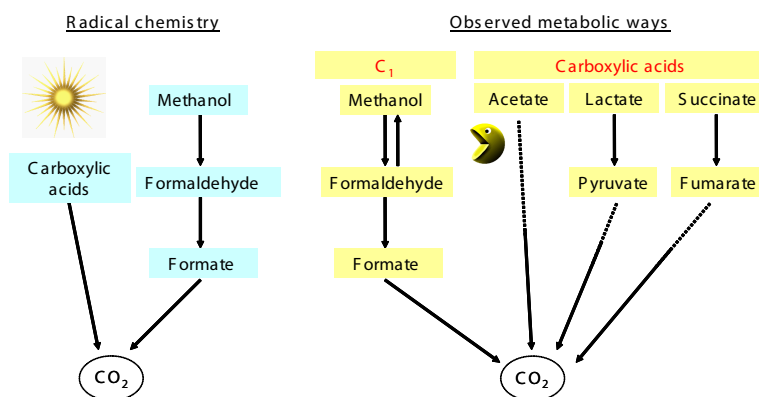 Radical chemistry
Observed metabolic ways
C1
Carboxylic acids
Methanol
Methanol
Acetate
Lactate
Succinate
Carboxylic
acids
Formaldehyde
Formaldehyde
Pyruvate
Fumarate
Formate
Formate
CO2
CO2